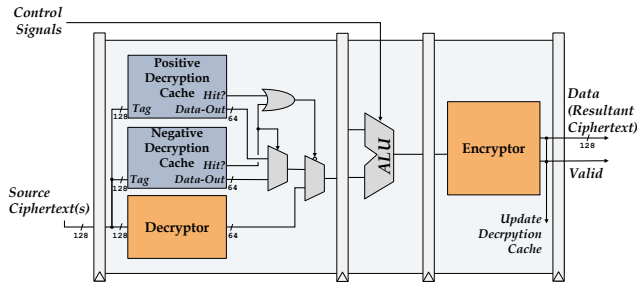 Control
Signals
Positive
Decryption
Cache
Hit?
Tag
Data-Out
128
64
Negative
Decryption
Cache
Hit?
Tag
Data-Out
128
64
Source
Ciphertext(s)
128
128
Decryptor
64
ALU
Encryptor
Data
(Resultant
Ciphertext)
128
Valid
Update
Decrpytion
Cache